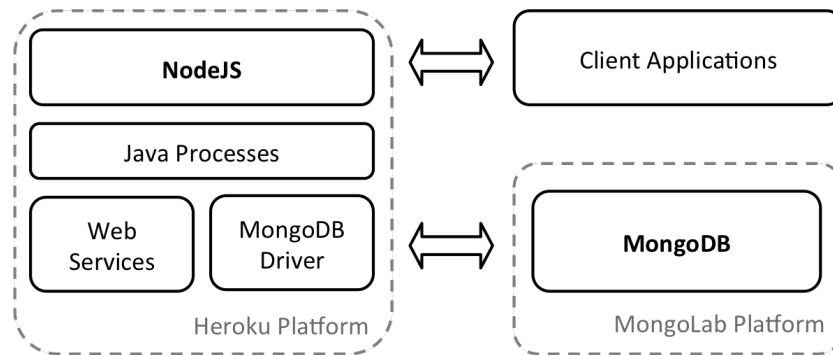 NodeJS
Client Applications
Java Processes
Web
Services
MongoDB
Driver
MongoDB
Heroku Platform
MongoLab Platform